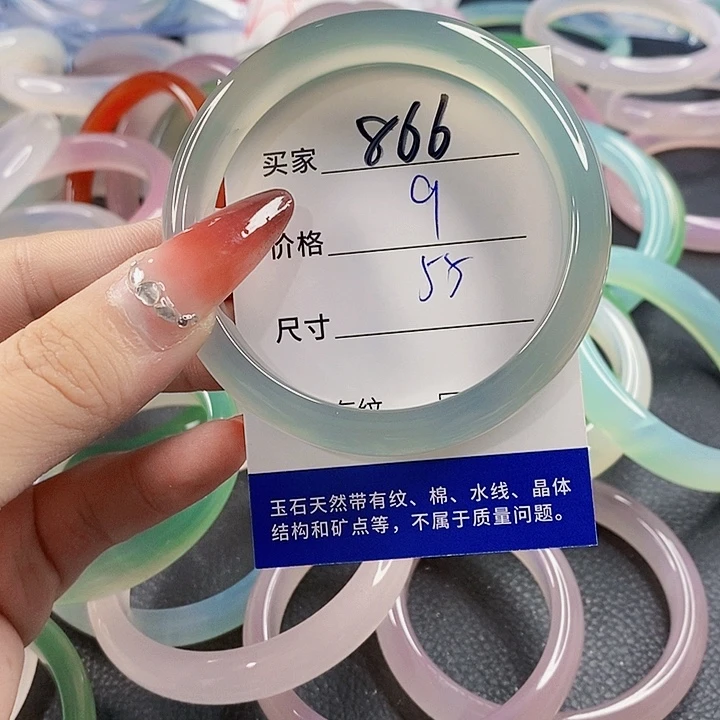 买家 866
价格 9
尺寸 55
玉石天然带有纹、棉、水线、晶体
结构和矿点等，不属于质量问题。